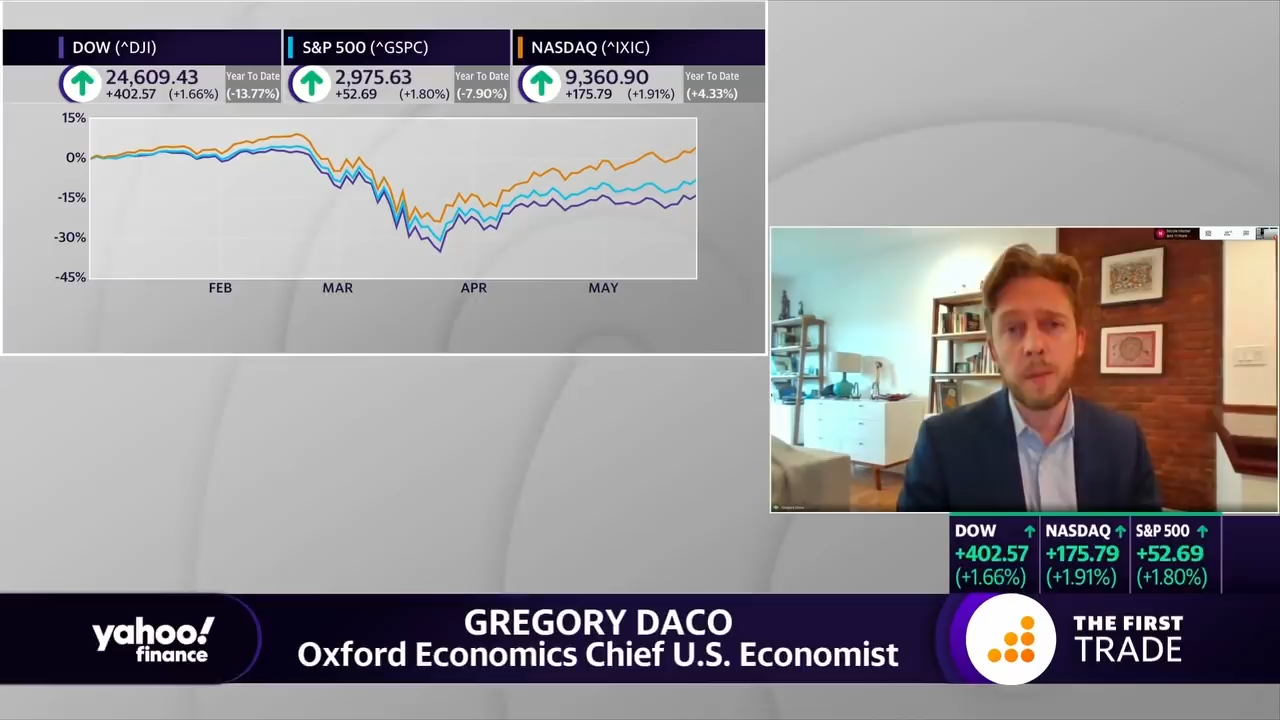 DOW (^DJI)
24,609.43
+402.57 (+1.66%)
Year To Date
(-13.77%)
S&P 500 (^GSPC)
2,975.63
+52.69 (+1.80%)
Year To Date
(-7.90%)
NASDAQ (^IXIC)
9,360.90
+175.79 (+1.91%)
Year To Date
(+4.33%)
15%
0%
-15%
-30%
-45%
FEB MAR APR MAY
DOW
+402.57
(+1.66%)
NASDAQ
+175.79
(+1.91%)
S&P 500
+52.69
(+1.80%)
yahoo!
finance
GREGORY DACO
Oxford Economics Chief U.S. Economist
THE FIRST
TRADE